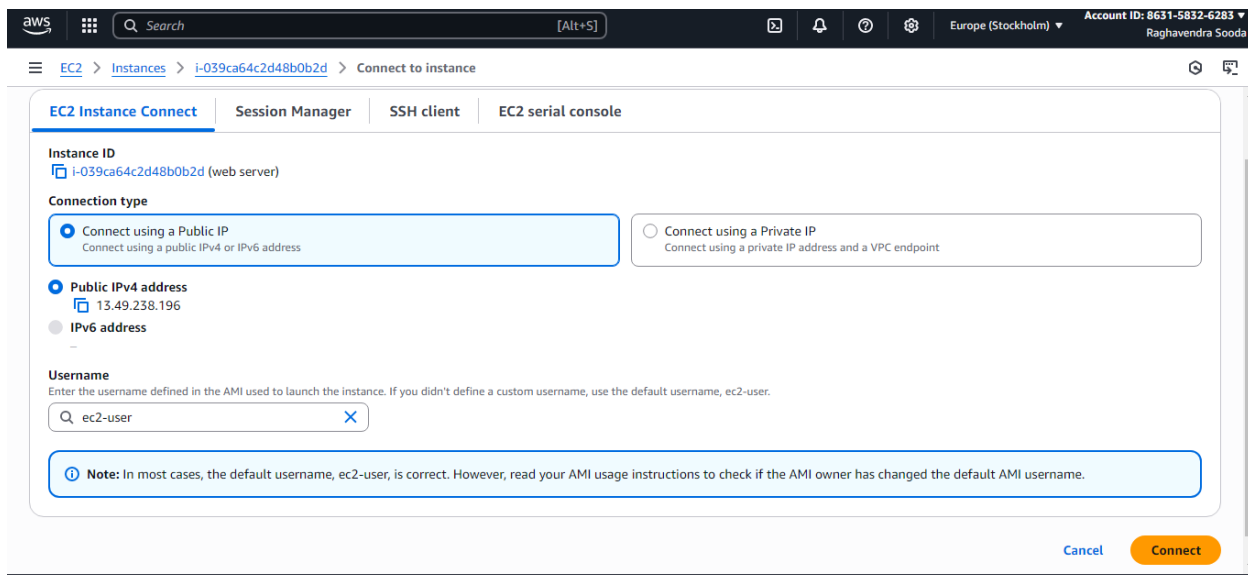 aws
Search [Alt+S]
Europe (Stockholm)
Account ID: 8631-5832-6283
Raghavendra Sooda
EC2 > Instances > i-039ca64c2d48b0b2d > Connect to instance
EC2 Instance Connect
Session Manager
SSH client
EC2 serial console
Instance ID
i-039ca64c2d48b0b2d (web server)
Connection type
Connect using a Public IP
Connect using a public IPv4 or IPv6 address
Connect using a Private IP
Connect using a private IP address and a VPC endpoint
Public IPv4 address
13.49.238.196
IPv6 address
–
Username
Enter the username defined in the AMI used to launch the instance. If you didn't define a custom username, use the default username, ec2-user.
ec2-user
Note: In most cases, the default username, ec2-user, is correct. However, read your AMI usage instructions to check if the AMI owner has changed the default AMI username.
Cancel
Connect